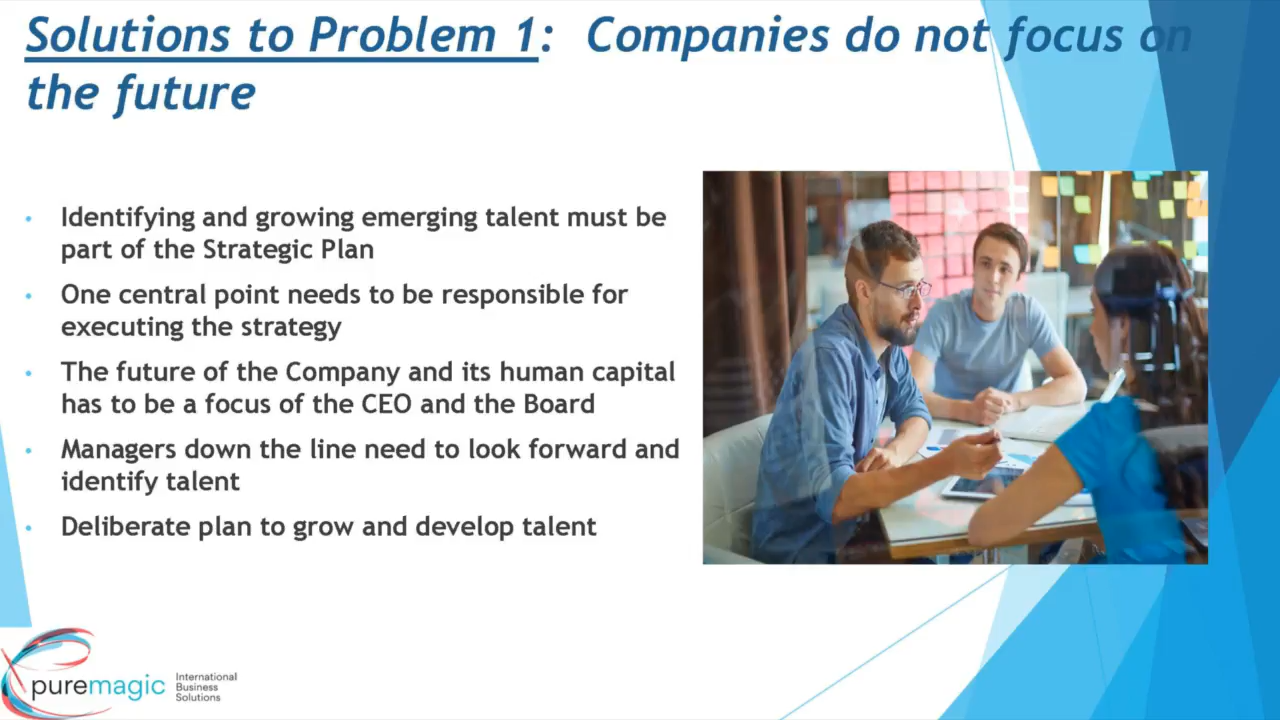 Solutions to Problem 1: Companies do not focus on
the future
• Identifying and growing emerging talent must be
part of the Strategic Plan
• One central point needs to be responsible for
executing the strategy
• The future of the Company and its human capital
has to be a focus of the CEO and the Board
• Managers down the line need to look forward and
identify talent
• Deliberate plan to grow and develop talent
puremagic
International
Business
Solutions